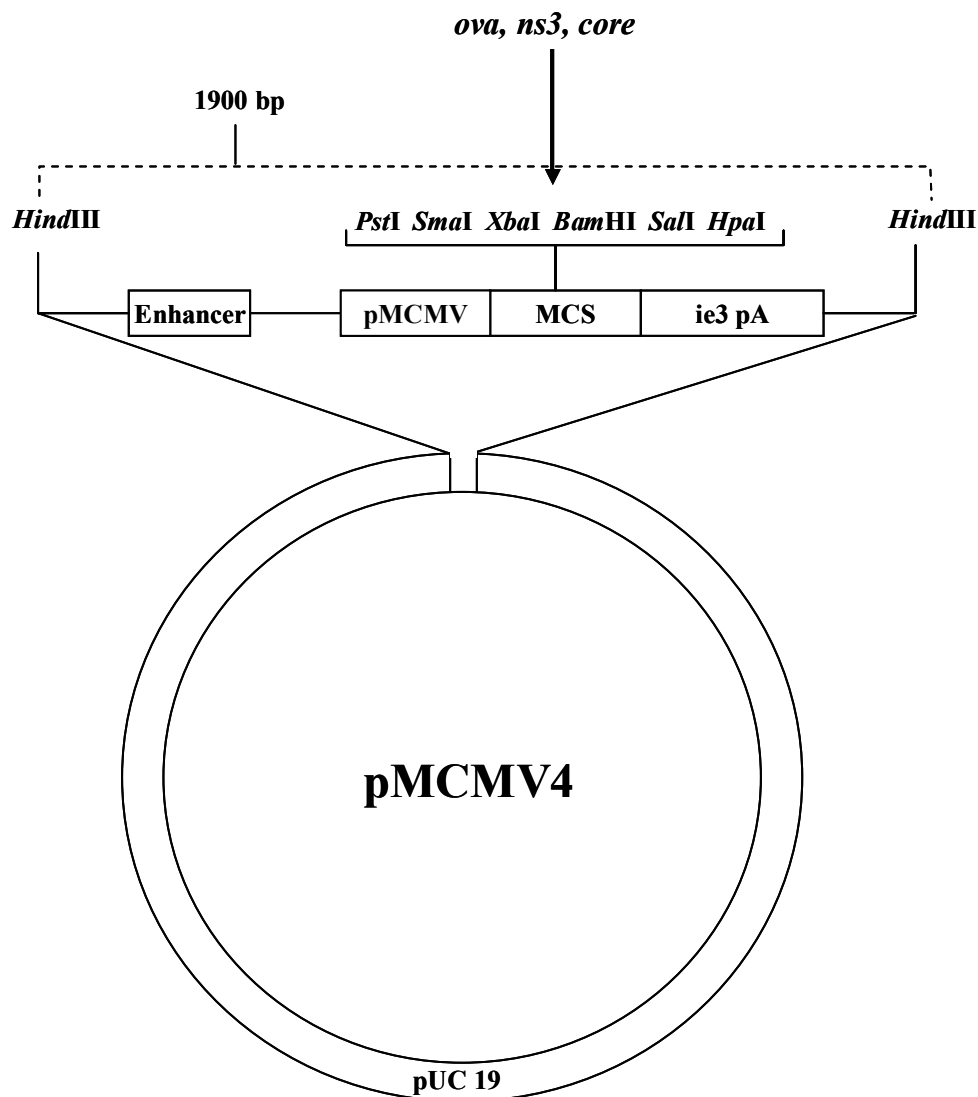 ova, ns3, core
1900 bp
HindIII
PstI SmaI XbaI BamHI SalI HpaI
HindIII
Enhancer
pMCMV
MCS
ie3 pA
pMCMV4
pUC 19